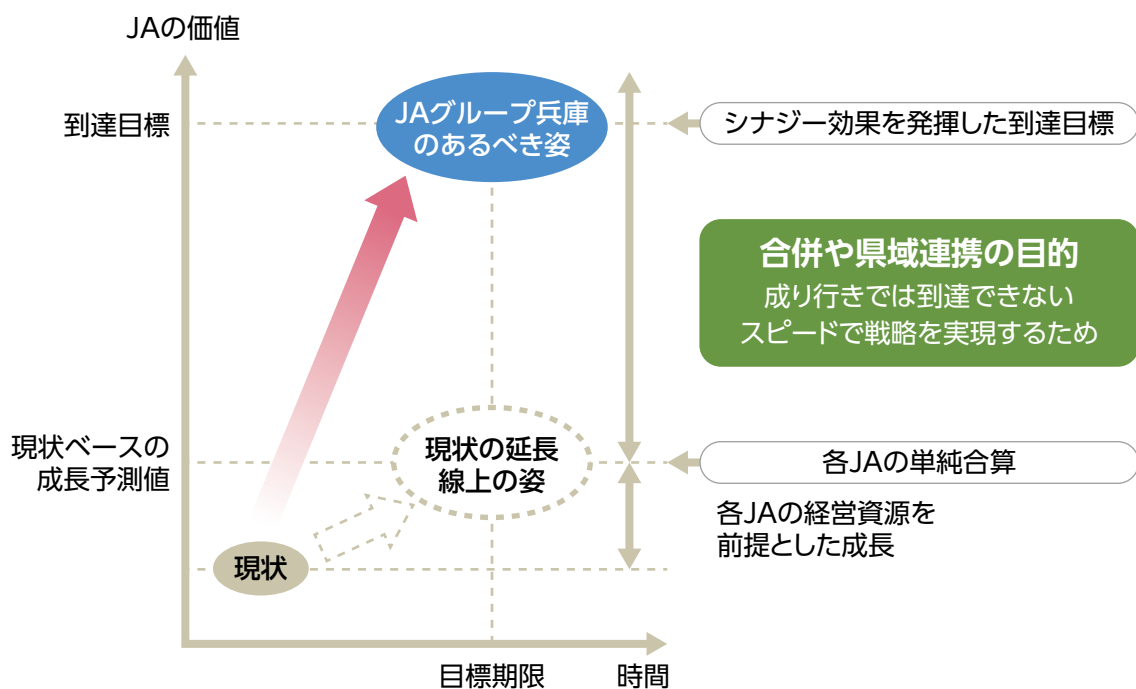 JAの価値
到達目標
JAグループ兵庫
のあるべき姿
シナジー効果を発揮した到達目標
合併や県域連携の目的
成り行きでは到達できない
スピードで戦略を実現するため
現状ベースの
成長予測値
現状の延長
線上の姿
各JAの単純合算
各JAの経営資源を
前提とした成長
現状
目標期限
時間